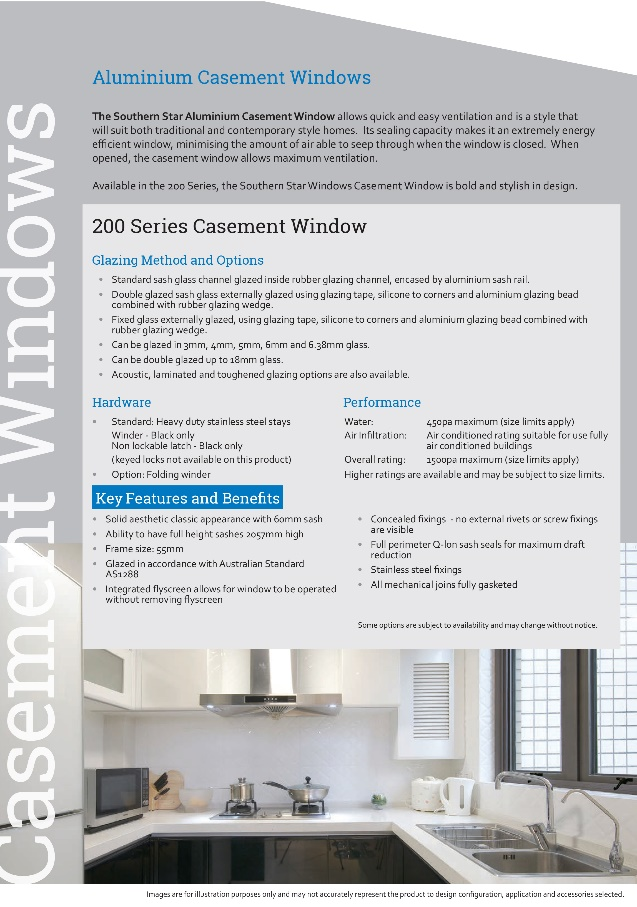 Casement Windows
Aluminium Casement Windows
The Southern Star Aluminium Casement Window allows quick and easy ventilation and is a style that
will suit both traditional and contemporary style homes. Its sealing capacity makes it an extremely energy
efficient window, minimising the amount of air able to seep through when the window is closed. When
opened, the casement window allows maximum ventilation.
Available in the 200 Series, the Southern Star Windows Casement Window is bold and stylish in design.
200 Series Casement Window
Glazing Method and Options
• Standard sash glass channel glazed inside rubber glazing channel, encased by aluminium sash rail.
• Double glazed sash glass externally glazed using glazing tape, silicone to corners and aluminium glazing bead
combined with rubber glazing wedge.
• Fixed glass externally glazed, using glazing tape, silicone to corners and aluminium glazing bead combined with
rubber glazing wedge.
• Can be glazed in 3mm, 4mm, 5mm, 6mm and 6.38mm glass.
• Can be double glazed up to 18mm glass.
• Acoustic, laminated and toughened glazing options are also available.
Hardware
• Standard: Heavy duty stainless steel stays
Winder - Black only
Non lockable latch - Black only
(keyed locks not available on this product)
• Option: Folding winder
Performance
Water: 450pa maximum (size limits apply)
Air Infiltration: Air conditioned rating suitable for use fully
air conditioned buildings
Overall rating: 1500pa maximum (size limits apply)
Higher ratings are available and may be subject to size limits.
Key Features and Benefits
• Solid aesthetic classic appearance with 60mm sash
• Ability to have full height sashes 2057mm high
• Frame size: 55mm
• Glazed in accordance with Australian Standard
AS1288
• Integrated flyscreen allows for window to be operated
without removing flyscreen
• Concealed fixings - no external rivets or screw fixings
are visible
• Full perimeter Q-lon sash seals for maximum draft
reduction
• Stainless steel fixings
• All mechanical joins fully gasketed
Some options are subject to availability and may change without notice.
Images are for illustration purposes only and may not accurately represent the product to design configuration, application and accessories selected.